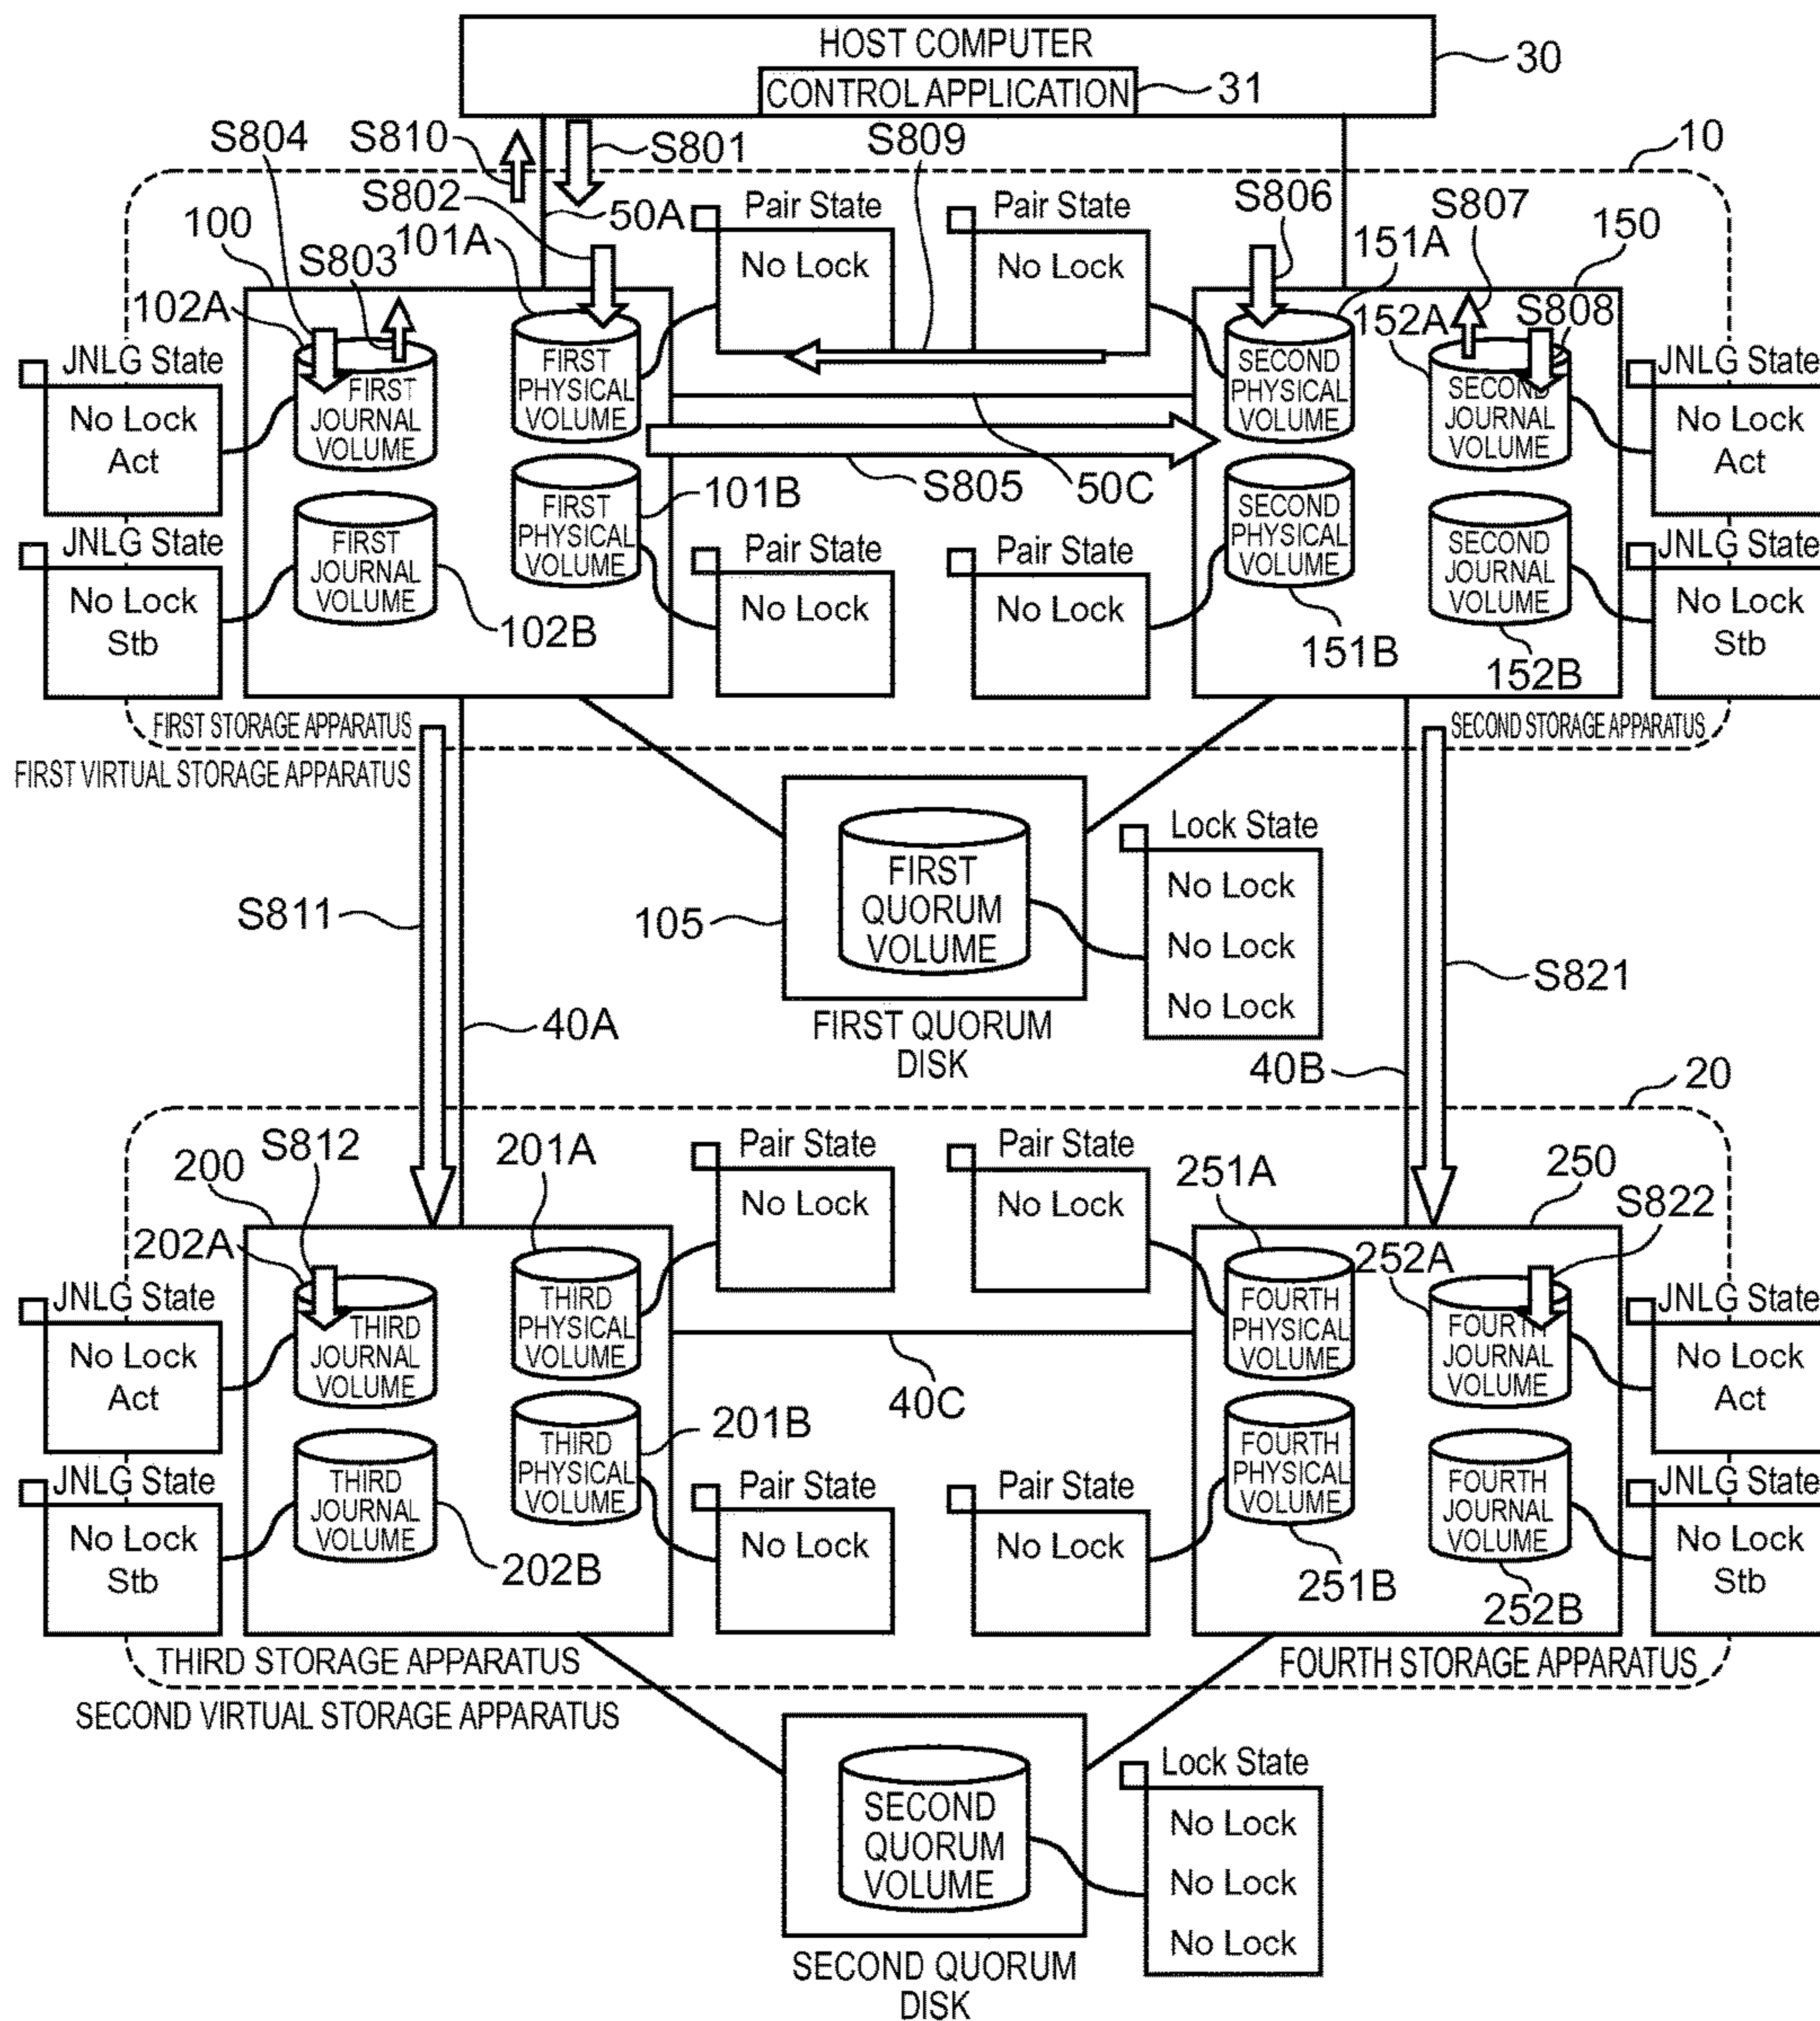 HOST COMPUTER
CONTROL APPLICATION
30
31
S804
S810
S801
S809
10
S802
50A
Pair State
No Lock
Pair State
No Lock
S806
S807
150
100
S803
101A
151A
102A
152A
S808
JNLG State
No Lock
Act
FIRST
JOURNAL
VOLUME
FIRST
PHYSICAL
VOLUME
SECOND
PHYSICAL
VOLUME
SECOND
JOURNAL
VOLUME
JNLG State
No Lock
Act
S805
50C
101B
JNLG State
No Lock
Stb
FIRST
JOURNAL
VOLUME
102B
FIRST
PHYSICAL
VOLUME
Pair State
No Lock
Pair State
No Lock
SECOND
PHYSICAL
VOLUME
151B
SECOND
JOURNAL
VOLUME
152B
JNLG State
No Lock
Stb
FIRST STORAGE APPARATUS
SECOND STORAGE APPARATUS
FIRST VIRTUAL STORAGE APPARATUS
S811
105
FIRST
QUORUM
VOLUME
Lock State
No Lock
No Lock
No Lock
S821
40A
FIRST QUORUM
DISK
40B
20
200
S812
201A
Pair State
No Lock
Pair State
No Lock
251A
250
S822
202A
252A
JNLG State
No Lock
Act
THIRD
JOURNAL
VOLUME
THIRD
PHYSICAL
VOLUME
40C
FOURTH
PHYSICAL
VOLUME
FOURTH
JOURNAL
VOLUME
JNLG State
No Lock
Act
201B
JNLG State
No Lock
Stb
THIRD
JOURNAL
VOLUME
202B
THIRD
PHYSICAL
VOLUME
Pair State
No Lock
Pair State
No Lock
FOURTH
PHYSICAL
VOLUME
251B
FOURTH
JOURNAL
VOLUME
252B
JNLG State
No Lock
Stb
THIRD STORAGE APPARATUS
FOURTH STORAGE APPARATUS
SECOND VIRTUAL STORAGE APPARATUS
SECOND
QUORUM
VOLUME
Lock State
No Lock
No Lock
No Lock
SECOND QUORUM
DISK